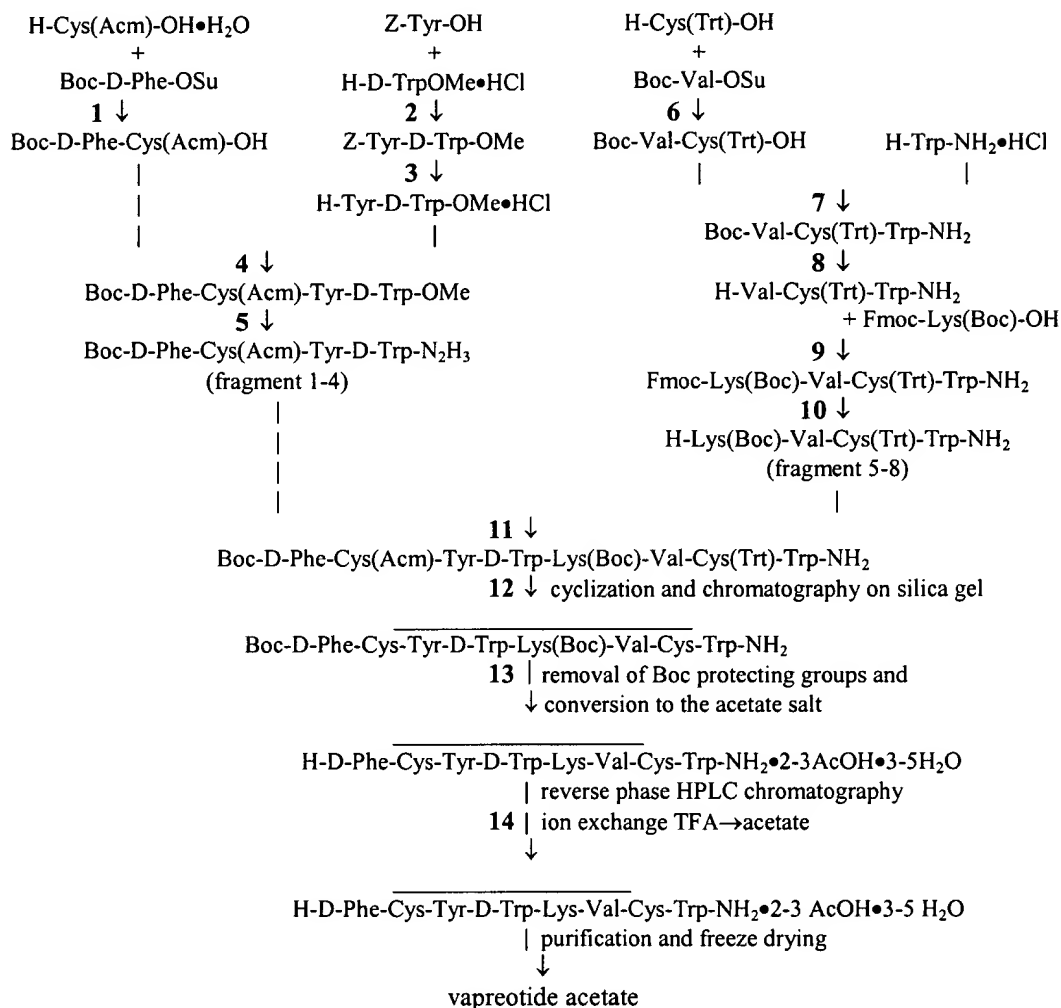 H-Cys(Acm)-OH•H₂O Z-Tyr-OH H-Cys(Trt)-OH
+ + +
Boc-D-Phe-OSu H-D-TrpOMe•HCl Boc-Val-OSu
1 ↓ 2 ↓ 6 ↓
Boc-D-Phe-Cys(Acm)-OH Z-Tyr-D-Trp-OMe Boc-Val-Cys(Trt)-OH H-Trp-NH₂•HCl
3 ↓
H-Tyr-D-Trp-OMe•HCl
7 ↓
Boc-Val-Cys(Trt)-Trp-NH₂
4 ↓ 8 ↓
Boc-D-Phe-Cys(Acm)-Tyr-D-Trp-OMe H-Val-Cys(Trt)-Trp-NH₂
5 ↓ + Fmoc-Lys(Boc)-OH
Boc-D-Phe-Cys(Acm)-Tyr-D-Trp-N₂H₃ 9 ↓
(fragment 1-4) Fmoc-Lys(Boc)-Val-Cys(Trt)-Trp-NH₂
10 ↓
H-Lys(Boc)-Val-Cys(Trt)-Trp-NH₂
(fragment 5-8)
11 ↓
Boc-D-Phe-Cys(Acm)-Tyr-D-Trp-Lys(Boc)-Val-Cys(Trt)-Trp-NH₂
12 ↓ cyclization and chromatography on silica gel
Boc-D-Phe-Cys-Tyr-D-Trp-Lys(Boc)-Val-Cys-Trp-NH₂
13 | removal of Boc protecting groups and
↓ conversion to the acetate salt
H-D-Phe-Cys-Tyr-D-Trp-Lys-Val-Cys-Trp-NH₂•2-3AcOH•3-5H₂O
| reverse phase HPLC chromatography
14 | ion exchange TFA→acetate
↓
H-D-Phe-Cys-Tyr-D-Trp-Lys-Val-Cys-Trp-NH₂•2-3 AcOH•3-5 H₂O
| purification and freeze drying
↓
vapreotide acetate